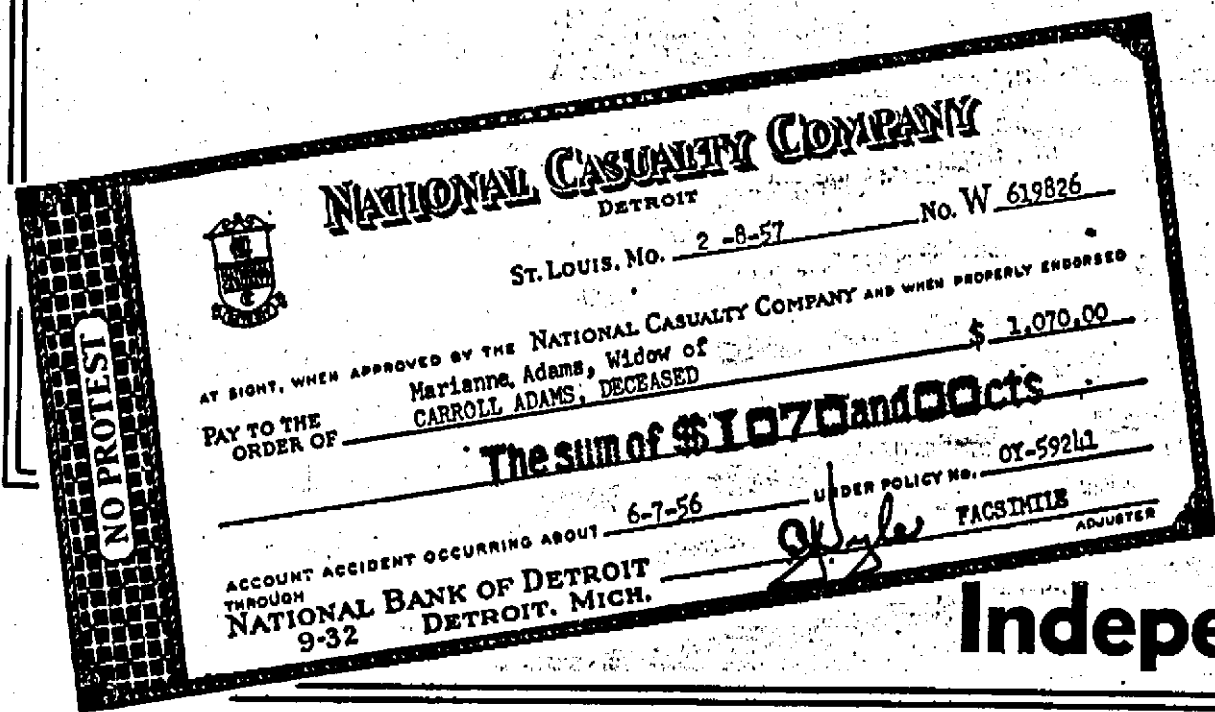 NATIONAL CASUALTY COMPANY
DETROIT
ST. LOUIS, MO. 2-8-57 No. W 619826
AT SIGHT, WHEN APPROVED BY THE NATIONAL CASUALTY COMPANY AND WHEN PROPERLY ENDORSED
Marianne, Adams, Widow of $ 1,070.00
PAY TO THE ORDER OF CARROLL ADAMS, DECEASED
The sum of $$1070and00cts
ACCOUNT ACCIDENT OCCURRING ABOUT 6-7-56 UNDER POLICY NO. OY-59241
THROUGH
NATIONAL BANK OF DETROIT FACSIMILE
9-32 DETROIT, MICH. ADJUSTER
NO PROTEST
Indepe